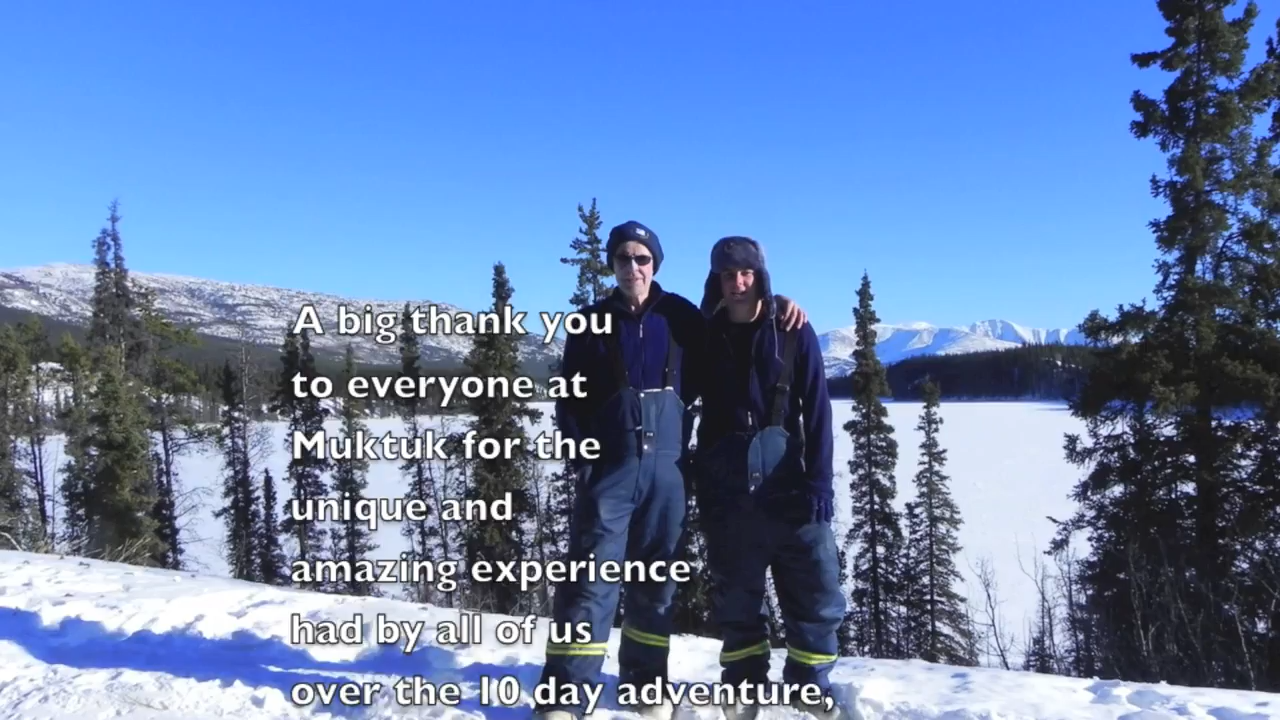 A big thank you
to everyone at
Muktuk for the
unique and
amazing experience
had by all of us
over the 10 day adventure,